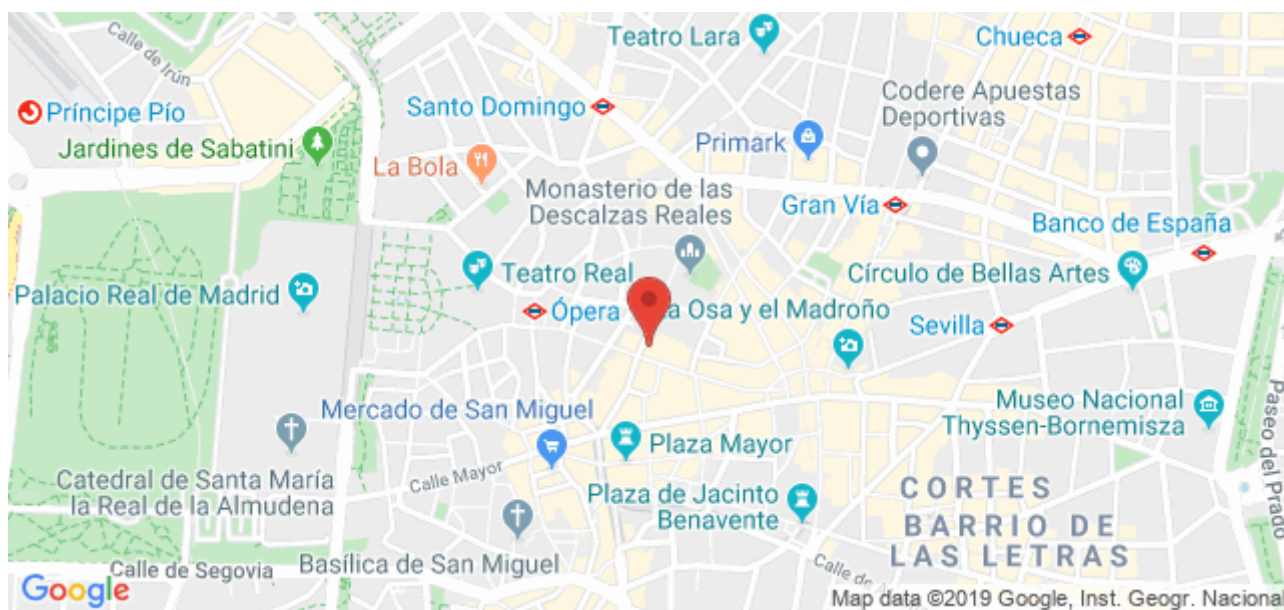 Calle de Irún
Teatro Lara
Chueca
Príncipe Pío
Santo Domingo
Codere Apuestas
Deportivas
Jardines de Sabatini
La Bola
Primark
Monasterio de las
Descalzas Reales
Gran Vía
Banco de España
Teatro Real
Círculo de Bellas Artes
Palacio Real de Madrid
Ópera
Osa y el Madroño
Sevilla
Mercado de San Miguel
Museo Nacional
Thyssen-Bornemisza
Paseo del Prado
Plaza Mayor
Calle Mayor
Catedral de Santa María
la Real de la Almudena
Plaza de Jacinto
Benavente
CORTES
BARRIO DE
LAS LETRAS
Basílica de San Miguel
Calle de Segovia
Calle de
Google
Map data ©2019 Google, Inst. Geogr. Naciona